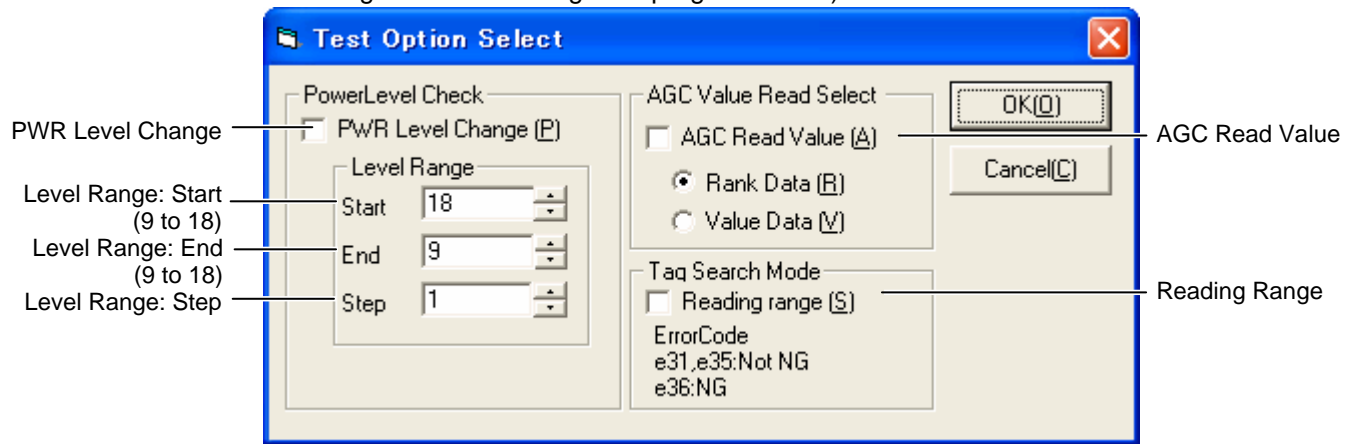 Test Option Select
PowerLevel Check
PWR Level Change (P)
Level Range
Start 18
End 9
Step 1
AGC Value Read Select
AGC Read Value (A)
Rank Data (R)
Value Data (V)
Tag Search Mode
Reading range (S)
ErrorCode
e31,e35:Not NG
e36:NG
OK(O)
Cancel(C)
PWR Level Change
Level Range: Start
(9 to 18)
Level Range: End
(9 to 18)
Level Range: Step
AGC Read Value
Reading Range